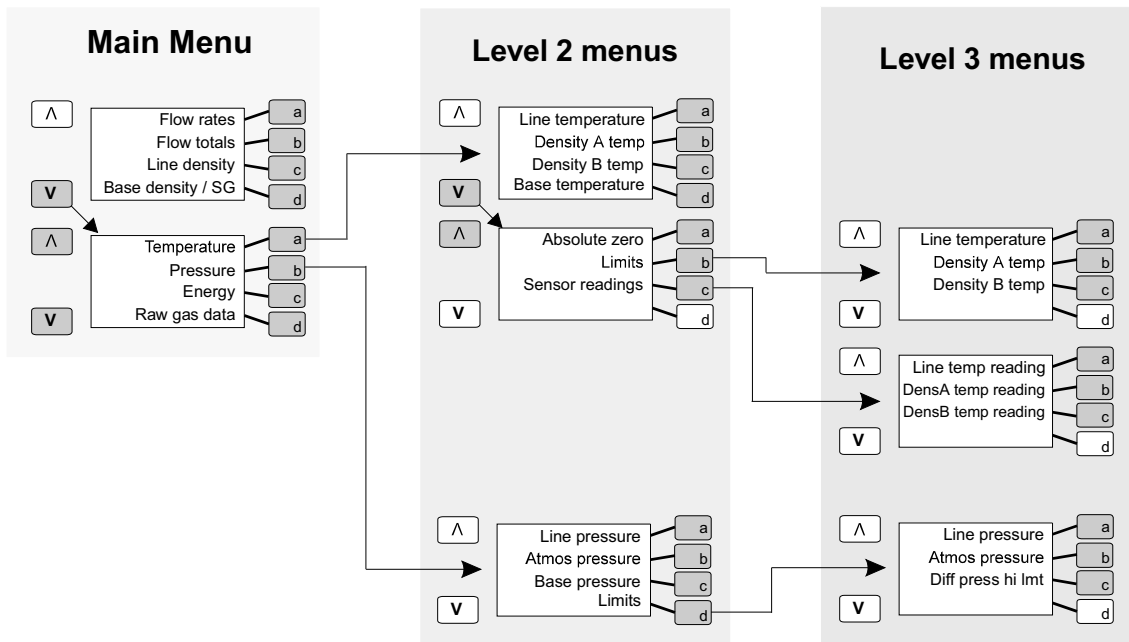 Main Menu
Level 2 menus
Level 3 menus
Λ
Flow rates a
Flow totals b
Line density c
Base density / SG d
V
Λ
Temperature a
Pressure b
Energy c
Raw gas data d
V
Λ
Line temperature a
Density A temp b
Density B temp c
Base temperature d
V
Λ
Absolute zero a
Limits b
Sensor readings c
d
V
Λ
Line pressure a
Atmos pressure b
Base pressure c
Limits d
V
Λ
Line temperature a
Density A temp b
Density B temp c
d
V
Λ
Line temp reading a
DensA temp reading b
DensB temp reading c
d
V
Λ
Line pressure a
Atmos pressure b
Diff press hi lmt c
d
V